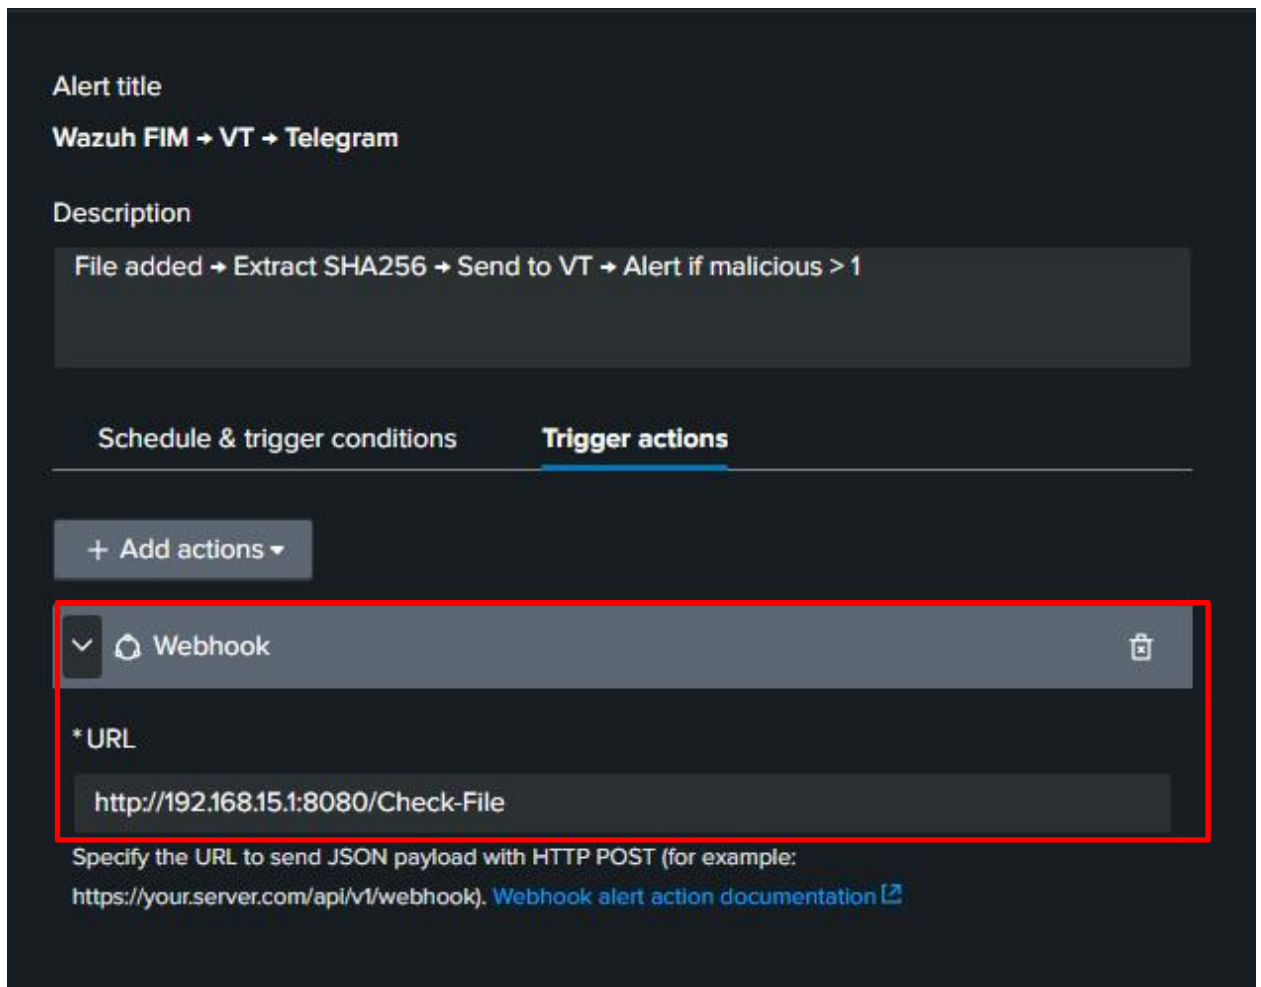 Alert title
Wazuh FIM → VT → Telegram
Description
File added → Extract SHA256 → Send to VT → Alert if malicious > 1
Schedule & trigger conditions Trigger actions
+ Add actions ▾
Webhook
* URL
http://192.168.15.1:8080/Check-File
Specify the URL to send JSON payload with HTTP POST (for example:
https://your.server.com/api/v1/webhook). Webhook alert action documentation